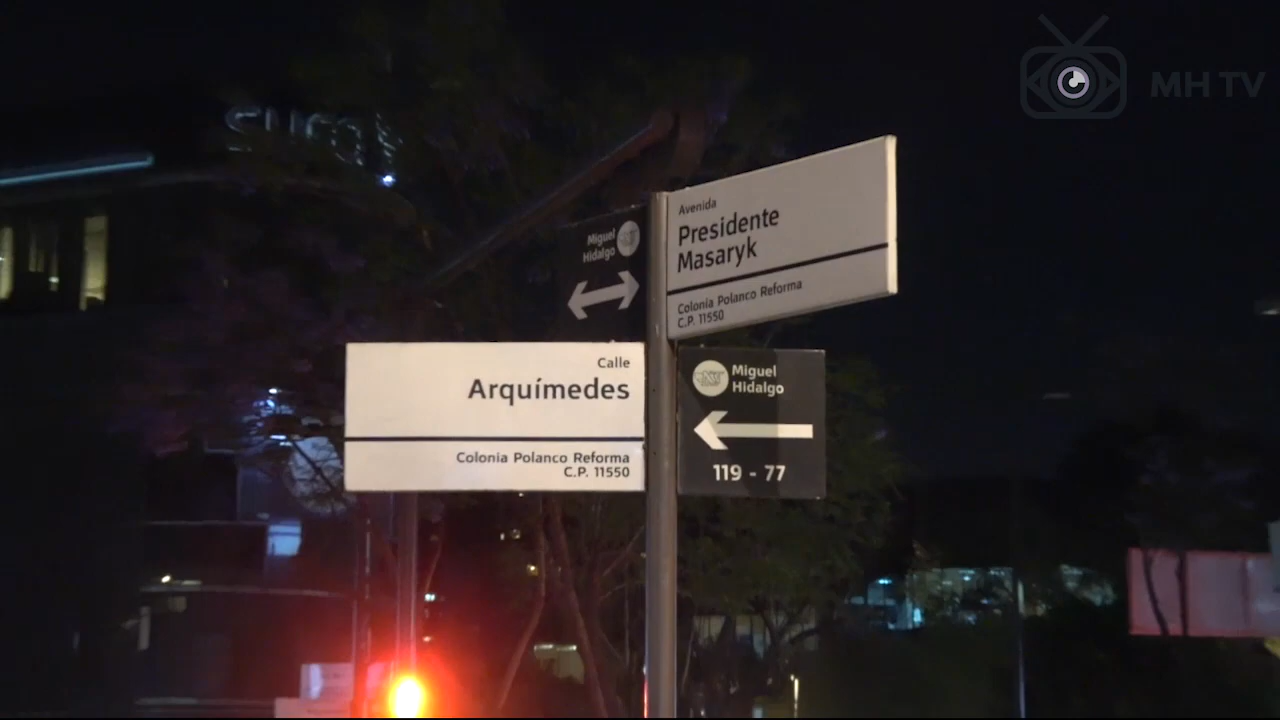 MH TV
Miguel
Hidalgo
Avenida
Presidente
Masaryk
Colonia Polanco Reforma
C.P. 11550
Calle
Arquímedes
Colonia Polanco Reforma
C.P. 11550
Miguel
Hidalgo
119 - 77